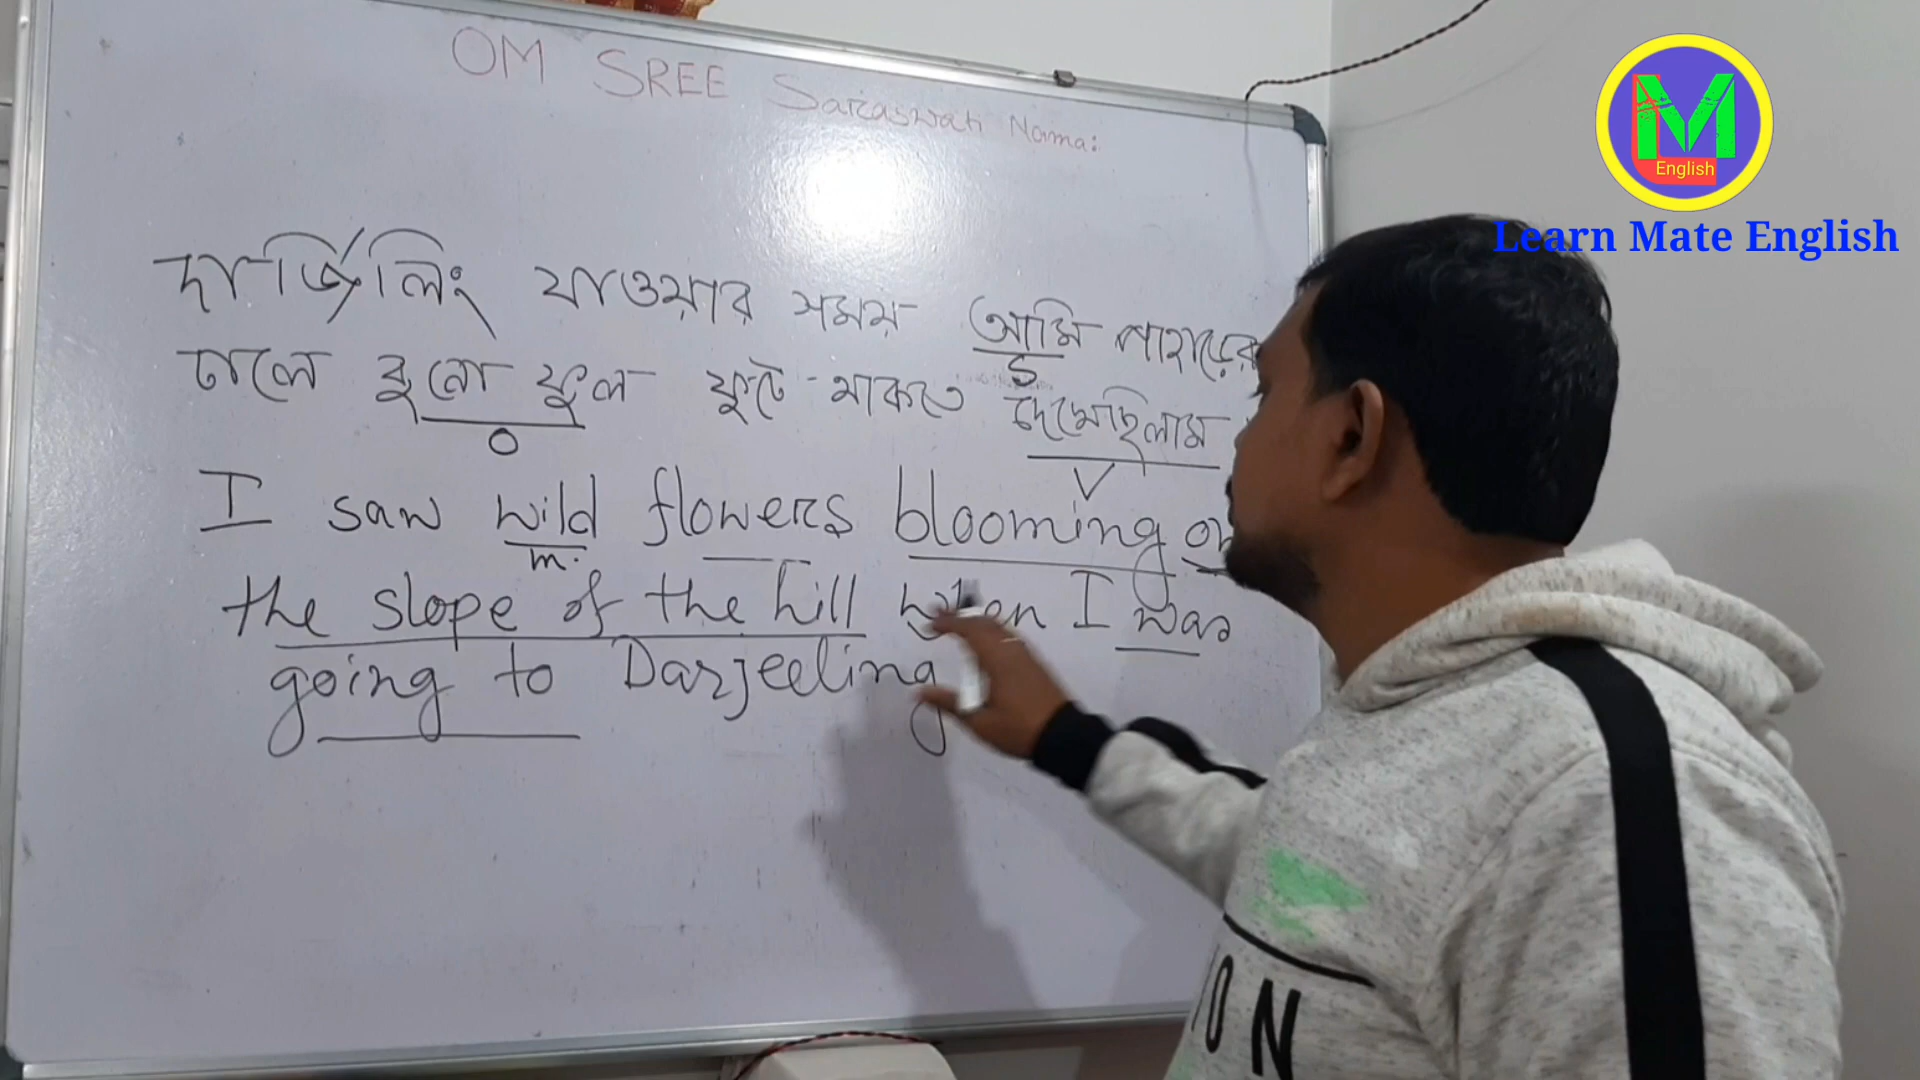 OM SREE Saraswati Nama:
দার্জিলিং যাওয়ার সময় আমি পাহাড়ের
S
ঢালে বুনো ফুল ফুটে থাকতে দেখেছিলাম
O
V
I saw wild flowers blooming on
m.
the slope of the hill when I was
going to Darjeeling
English
Learn Mate English
ON